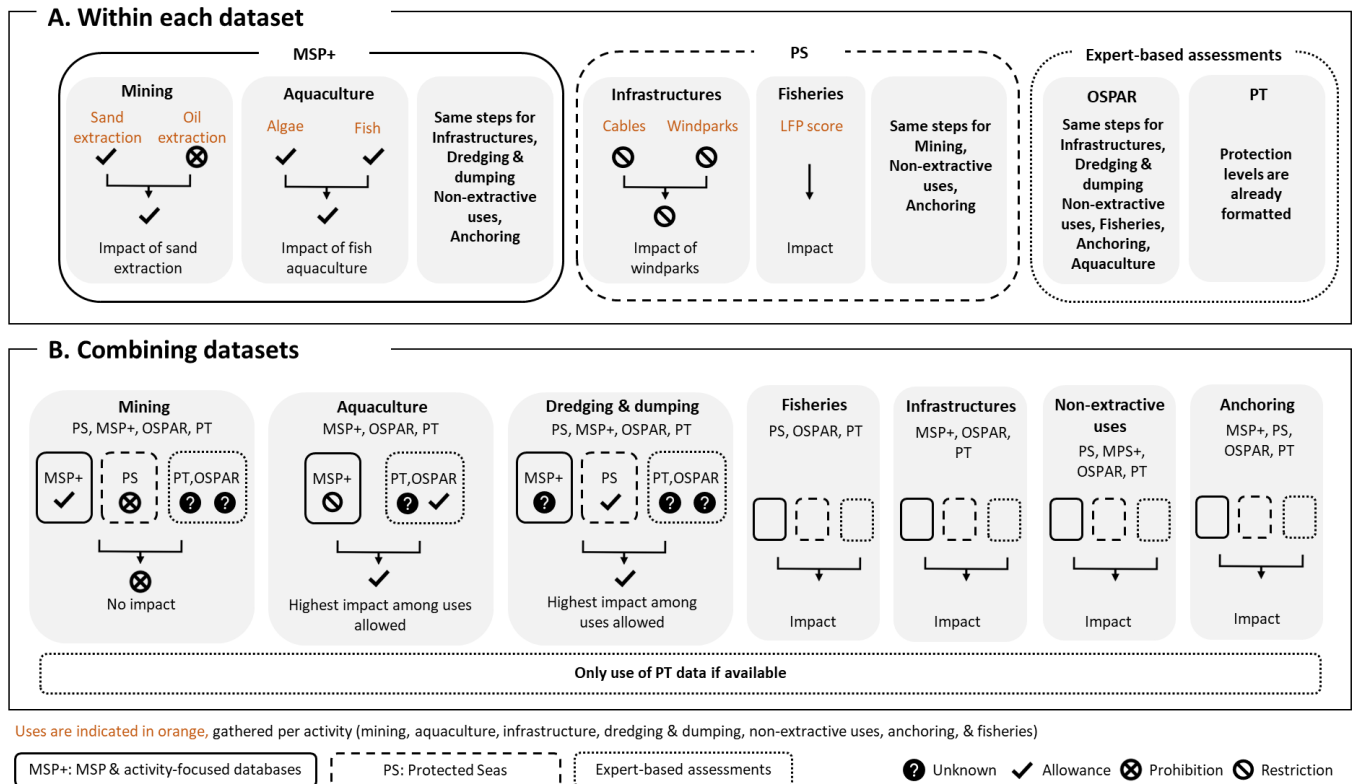 A. Within each dataset
MSP+
Mining
Sand
extraction
Oil
extraction
Impact of sand
extraction
Aquaculture
Algae
Fish
Impact of fish
aquaculture
Same steps for
Infrastructures,
Dredging &
dumping
Non-extractive
uses,
Anchoring
PS
Infrastructures
Cables
Windparks
Impact of
windparks
Fisheries
LFP score
Impact
Same steps for
Mining,
Non-extractive
uses,
Anchoring
Expert-based assessments
OSPAR
Same steps for
Infrastructures,
Dredging &
dumping
Non-extractive
uses, Fisheries,
Anchoring,
Aquaculture
PT
Protection
levels are
already
formatted
B. Combining datasets
Mining
PS, MSP+, OSPAR, PT
MSP+
PS
PT,OSPAR
? ?
No impact
Aquaculture
MSP+, OSPAR, PT
MSP+
PT,OSPAR
?
Highest impact among uses
allowed
Dredging & dumping
PS, MSP+, OSPAR, PT
MSP+
?
PS
PT,OSPAR
? ?
Highest impact among
uses allowed
Fisheries
PS, OSPAR, PT
Impact
Infrastructures
MSP+, OSPAR,
PT
Impact
Non-extractive
uses
PS, MPS+,
OSPAR, PT
Impact
Anchoring
MSP+, PS,
OSPAR, PT
Impact
Only use of PT data if available
Uses are indicated in orange, gathered per activity (mining, aquaculture, infrastructure, dredging & dumping, non-extractive uses, anchoring, & fisheries)
MSP+: MSP & activity-focused databases
PS: Protected Seas
Expert-based assessments
? Unknown
Allowance
Prohibition
Restriction